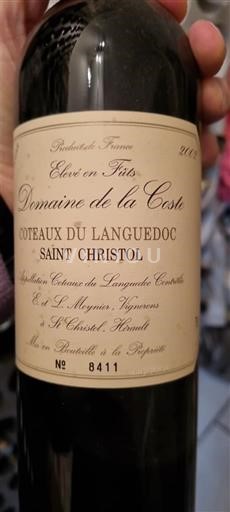 Produit de France
Elevé en Fûts
Domaine de la Coste
COTEAUX DU LANGUEDOC
SAINT CHRISTOL
Appellation Coteaux du Languedoc Contrôlée
E. et L. Moynier, Vignerons
à St Christol, Hérault
Mis en Bouteille à la Propriété
Nº 8411